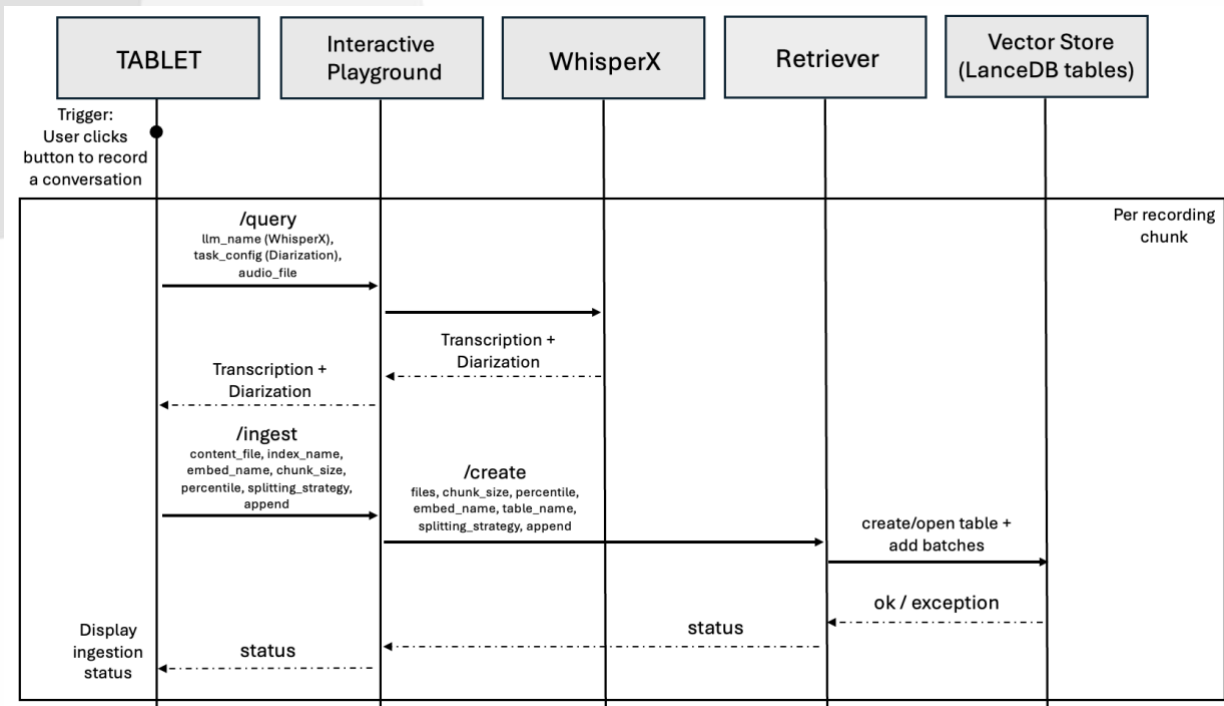 TABLET
Interactive
Playground
WhisperX
Retriever
Vector Store
(LanceDB tables)
Trigger:
User clicks
button to record
a conversation
Per recording
chunk
/query
llm_name (WhisperX),
task_config (Diarization),
audio_file
Transcription +
Diarization
Transcription +
Diarization
/ingest
content_file, index_name,
embed_name, chunk_size,
percentile, splitting_strategy,
append
/create
files, chunk_size, percentile,
embed_name, table_name,
splitting_strategy, append
create/open table +
add batches
ok / exception
status
status
Display
ingestion
status